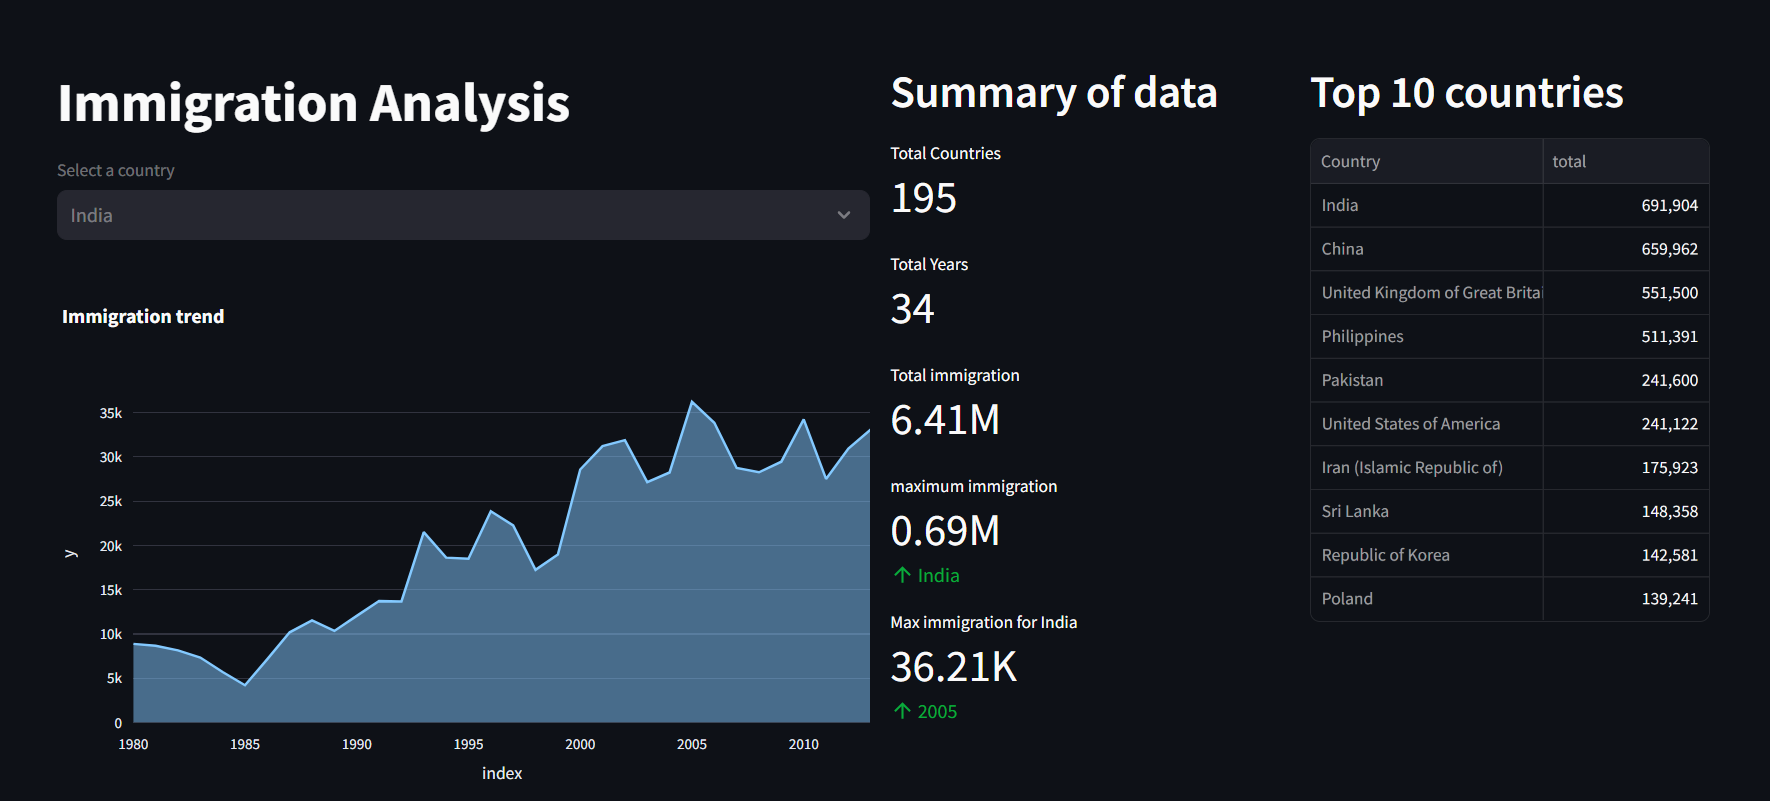 Immigration Analysis
Select a country
India
Immigration trend
35k
30k
25k
20k
15k
10k
5k
0
y
1980 1985 1990 1995 2000 2005 2010
index
Summary of data
Total Countries
195
Total Years
34
Total immigration
6.41M
maximum immigration
0.69M
India
Max immigration for India
36.21K
2005
Top 10 countries
Country total
India 691,904
China 659,962
United Kingdom of Great Britai 551,500
Philippines 511,391
Pakistan 241,600
United States of America 241,122
Iran (Islamic Republic of) 175,923
Sri Lanka 148,358
Republic of Korea 142,581
Poland 139,241